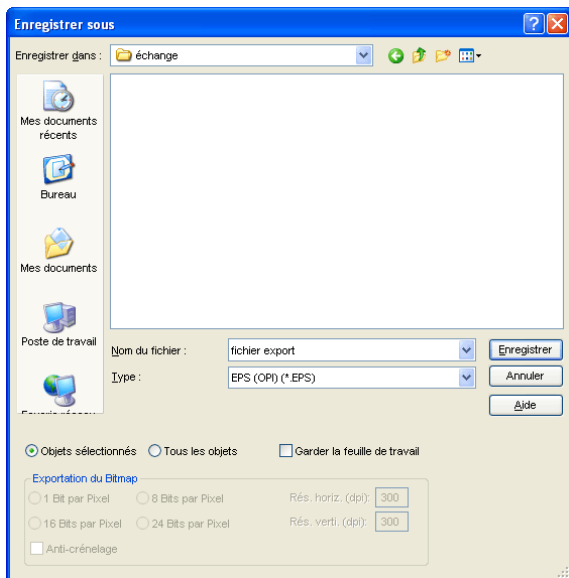 Enregistrer sous
Enregistrer dans : échange
Mes documents
récents
Bureau
Mes documents
Poste de travail
Favoris réseau
Nom du fichier : fichier export Enregistrer
Type : EPS (OPI) (*.EPS) Annuler
Aide
Objets sélectionnés Tous les objets Garder la feuille de travail
Exportation du Bitmap
1 Bit par Pixel 8 Bits par Pixel Rés. horiz. (dpi): 300
16 Bits par Pixel 24 Bits par Pixel Rés. verti. (dpi): 300
Anti-crénelage